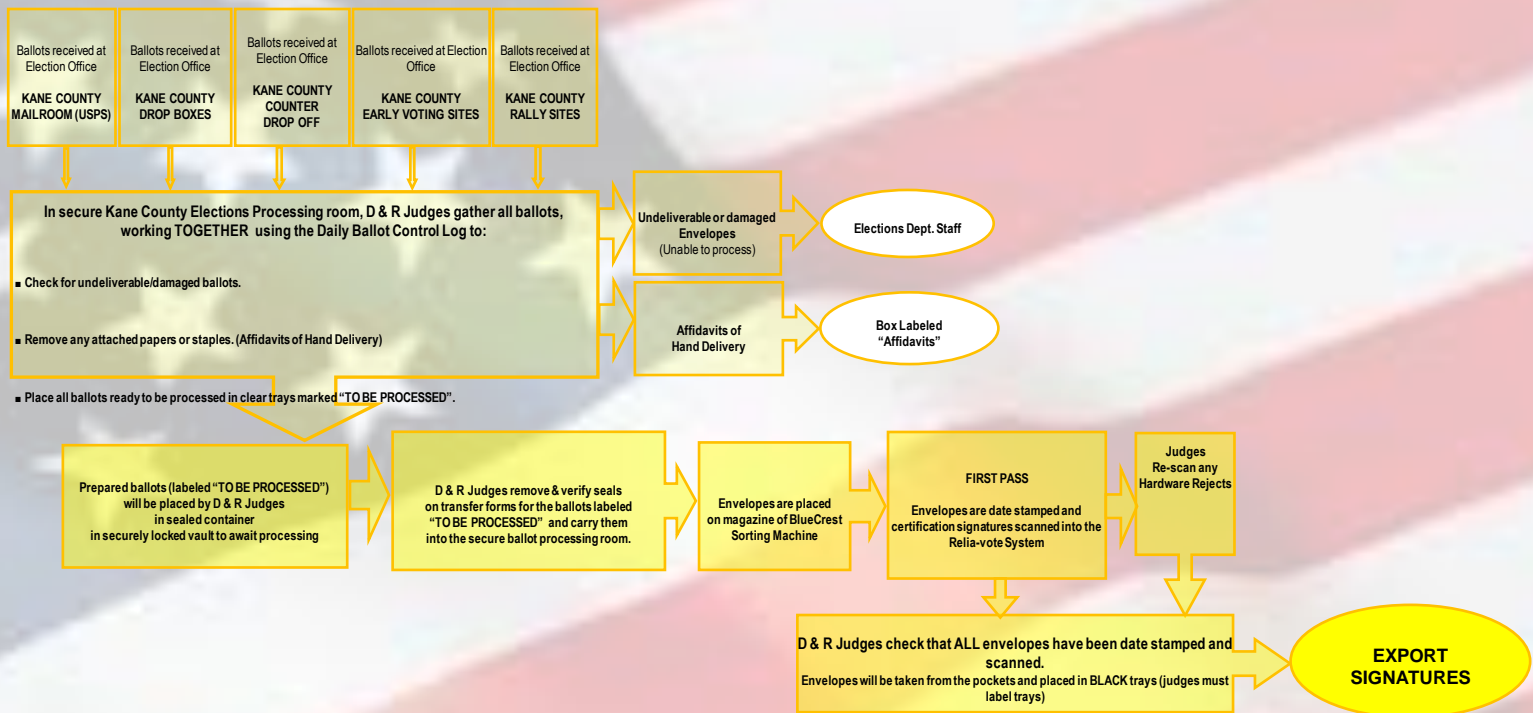 Ballots received at
Election Office
KANE COUNTY
MAILROOM (USPS)
Ballots received at
Election Office
KANE COUNTY
DROP BOXES
Ballots received at
Election Office
KANE COUNTY
COUNTER
DROP OFF
Ballots received at Election
Office
KANE COUNTY
EARLY VOTING SITES
Ballots received at
Election Office
KANE COUNTY
RALLY SITES
In secure Kane County Elections Processing room, D & R Judges gather all ballots,
working TOGETHER using the Daily Ballot Control Log to:
■ Check for undeliverable/damaged ballots.
■ Remove any attached papers or staples. (Affidavits of Hand Delivery)
■ Place all ballots ready to be processed in clear trays marked “TO BE PROCESSED”.
Undeliverable or damaged
Envelopes
(Unable to process)
Elections Dept. Staff
Affidavits of
Hand Delivery
Box Labeled
“Affidavits”
Prepared ballots (labeled “TO BE PROCESSED”)
will be placed by D & R Judges
in sealed container
in securely locked vault to await processing
D & R Judges remove & verify seals
on transfer forms for the ballots labeled
“TO BE PROCESSED” and carry them
into the secure ballot processing room.
Envelopes are placed
on magazine of BlueCrest
Sorting Machine
FIRST PASS
Envelopes are date stamped and
certification signatures scanned into the
Relia-vote System
Judges
Re-scan any
Hardware Rejects
D & R Judges check that ALL envelopes have been date stamped and
scanned.
Envelopes will be taken from the pockets and placed in BLACK trays (judges must
label trays)
EXPORT
SIGNATURES